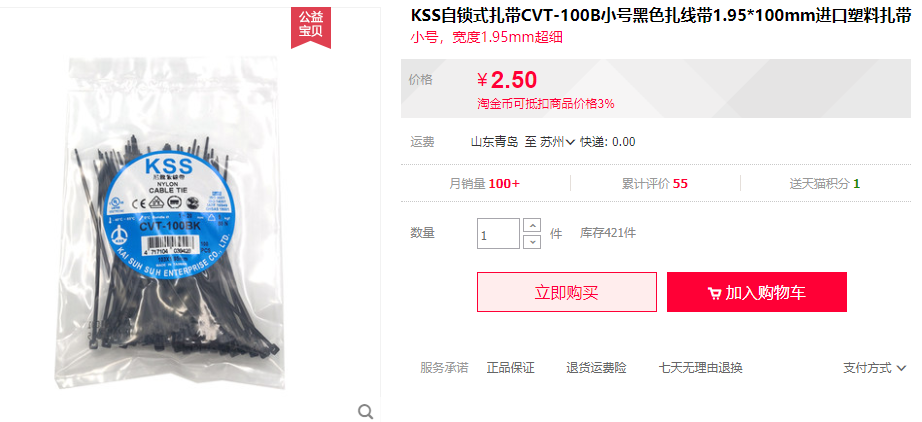 公益
宝贝
KSS
NYLON
CABLE TIE
CVT-100BK
KAI SUH SUH ENTERPRISE CO., LTD.
KSS自锁式扎带CVT-100B小号黑色扎线带1.95*100mm进口塑料扎带
小号，宽度1.95mm超细
价格
¥2.50
淘金币可抵扣商品价格3%
运费 山东青岛 至 苏州 快递: 0.00
月销量 100+ 累计评价 55 送天猫积分 1
数量 1 件 库存421件
立即购买 加入购物车
服务承诺 正品保证 退货运费险 七天无理由退换 支付方式